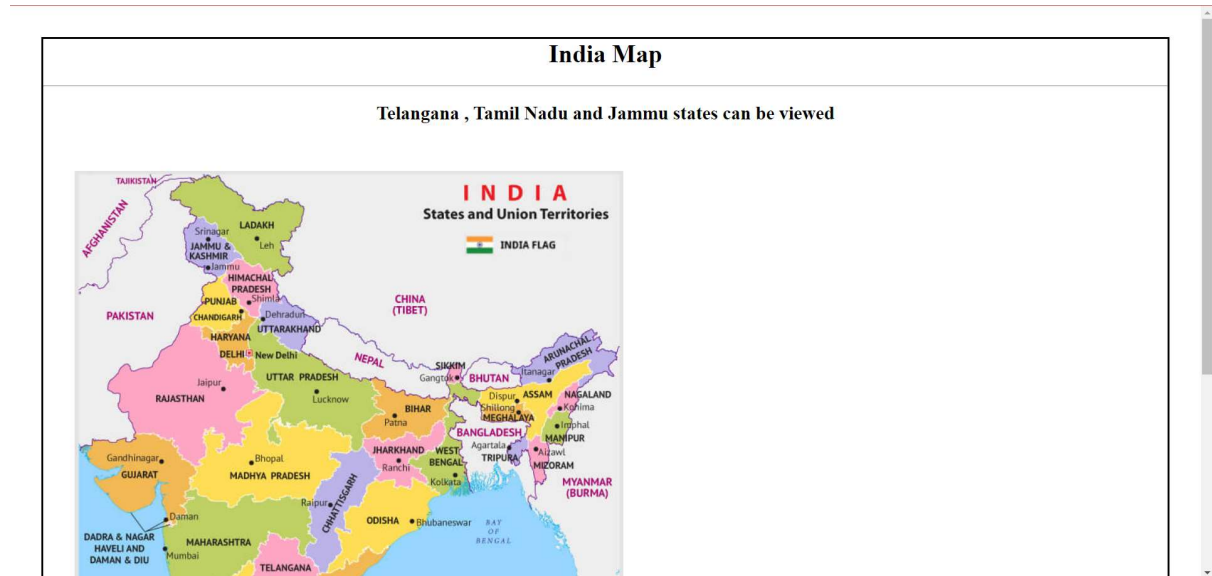 India Map
Telangana , Tamil Nadu and Jammu states can be viewed
INDIA
States and Union Territories
INDIA FLAG
TAJIKISTAN
AFGHANISTAN
LADAKH
Srinagar
Leh
JAMMU &
KASHMIR
Jammu
HIMACHAL
PRADESH
Shimla
PUNJAB
CHANDIGARH
Dehradun
UTTARAKHAND
PAKISTAN
CHINA
(TIBET)
HARYANA
DELHI
New Delhi
NEPAL
SIKKIM
Gangtok
BHUTAN
ARUNACHAL
PRADESH
Itanagar
UTTAR PRADESH
Lucknow
Jaipur
RAJASTHAN
BIHAR
Patna
Dispur
ASSAM
NAGALAND
Shillong
MEGHALAYA
Kohima
Imphal
MANIPUR
BANGLADESH
Agartala
TRIPURA
Aizawl
MIZORAM
Gandhinagar
GUJARAT
Bhopal
MADHYA PRADESH
JHARKHAND
Ranchi
WEST
BENGAL
Kolkata
MYANMAR
(BURMA)
Raipur
CHHATTISGARH
ODISHA
Bhubaneswar
BAY
OF
BENGAL
Daman
DADRA & NAGAR
HAVELI AND
DAMAN & DIU
MAHARASHTRA
Mumbai
TELANGANA